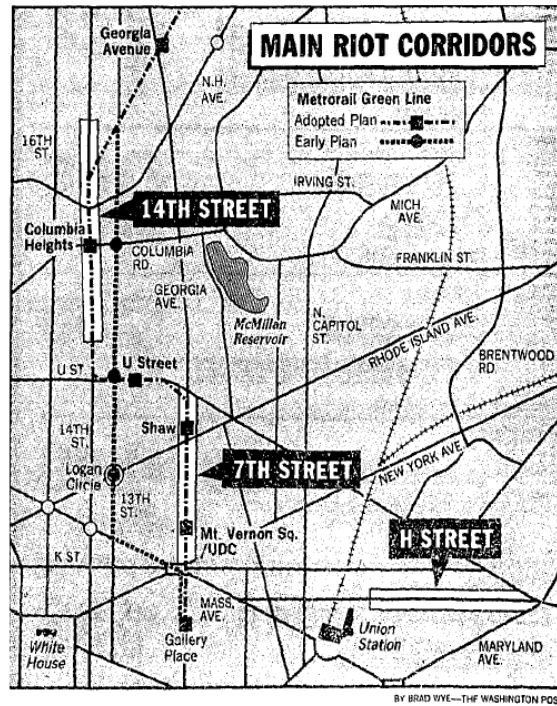 Georgia
Avenue
MAIN RIOT CORRIDORS
N.H.
AVE.
Metrorail Green Line
Adopted Plan
Early Plan
16TH
ST.
IRVING ST.
14TH STREET
MICH.
AVE.
Columbia
Heights
COLUMBIA
RD.
FRANKLIN ST.
GEORGIA
AVE.
McMillan
Reservoir
N.
CAPITOL
ST.
RHODE ISLAND AVE.
BRENTWOOD
RD
U ST.
U Street
14TH
ST.
Shaw
NEW YORK AVE
Logan
Circle
7TH STREET
13TH
ST.
Mt. Vernon Sq.
/UDC
H STREET
K ST.
MASS.
AVE.
White
House
Gallery
Place
Union
Station
MARYLAND
AVE.
BY BRAD WYE—THE WASHINGTON POS